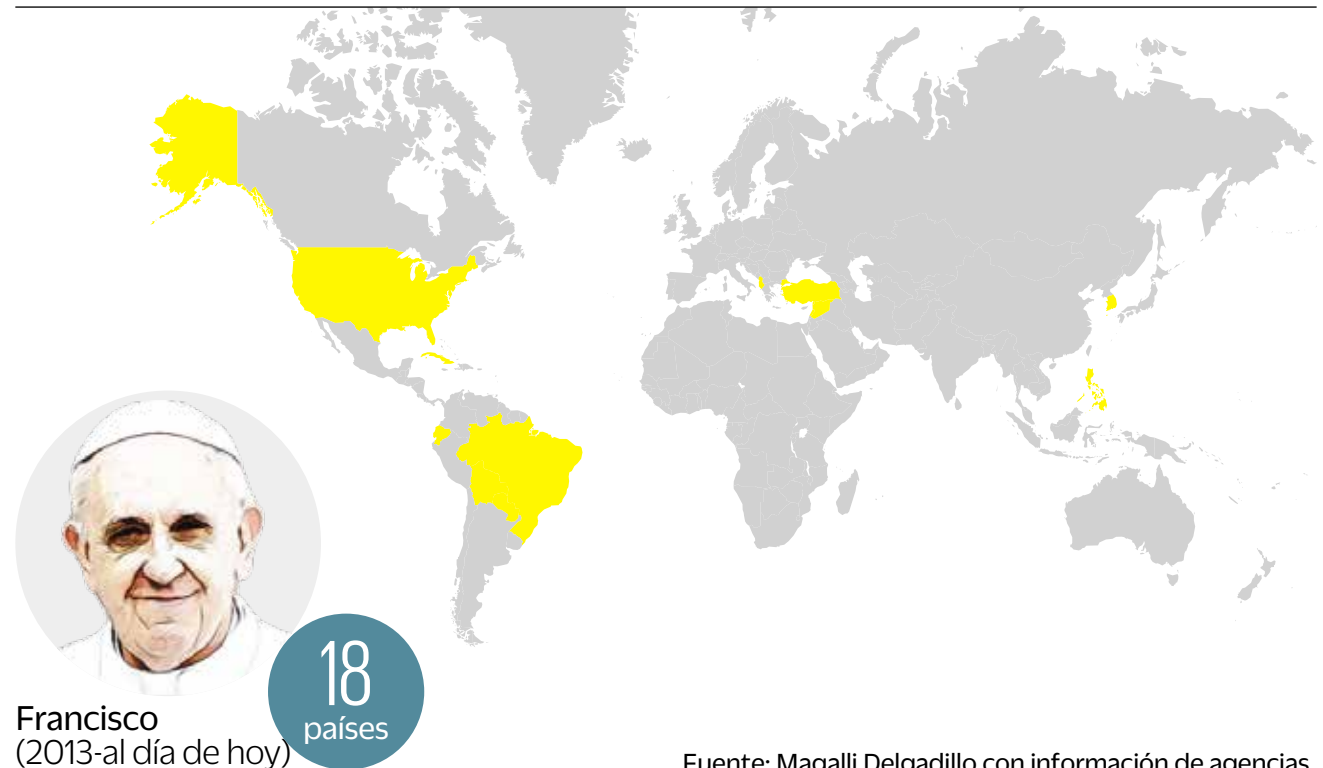 18
países
Francisco
(2013-al día de hoy)
Fuente: Magalli Delgadillo con información de agencias